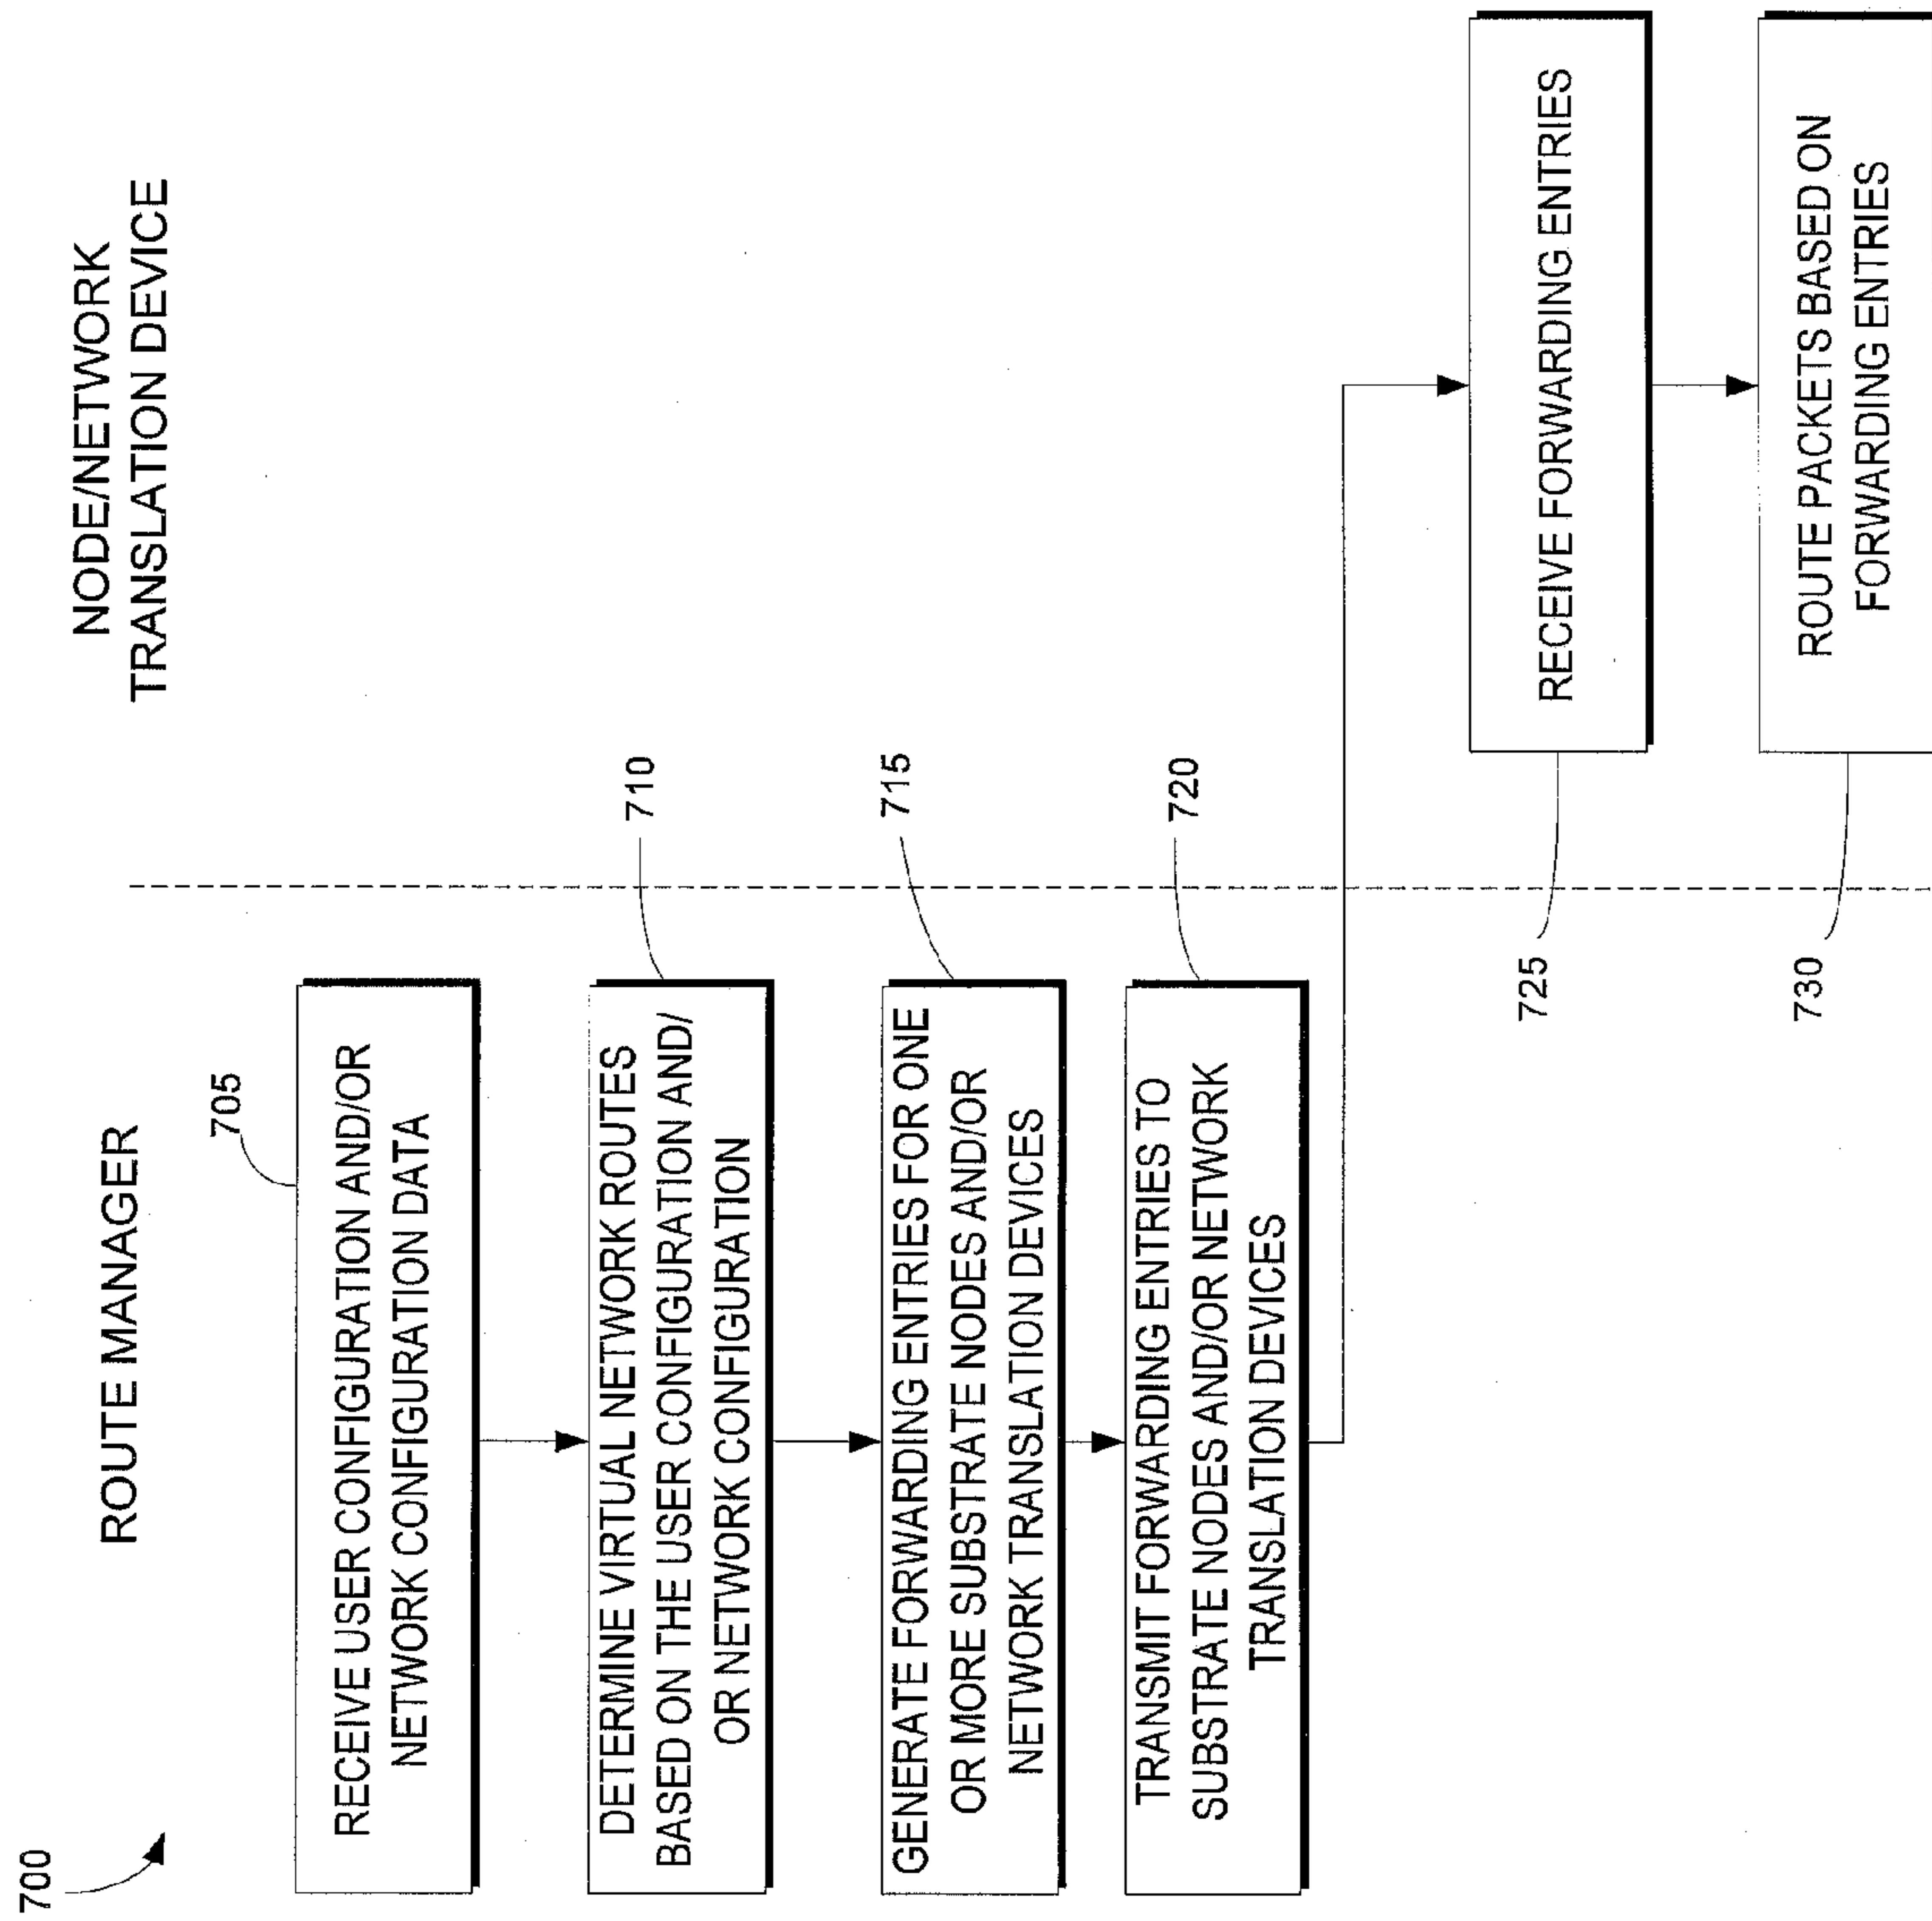 700
ROUTE MANAGER
705
RECEIVE USER CONFIGURATION AND/OR
NETWORK CONFIGURATION DATA
710
DETERMINE VIRTUAL NETWORK ROUTES
BASED ON THE USER CONFIGURATION AND/
OR NETWORK CONFIGURATION
715
GENERATE FORWARDING ENTRIES FOR ONE
OR MORE SUBSTRATE NODES AND/OR
NETWORK TRANSLATION DEVICES
720
TRANSMIT FORWARDING ENTRIES TO
SUBSTRATE NODES AND/OR NETWORK
TRANSLATION DEVICES
NODE/NETWORK
TRANSLATION DEVICE
725
RECEIVE FORWARDING ENTRIES
730
ROUTE PACKETS BASED ON
FORWARDING ENTRIES